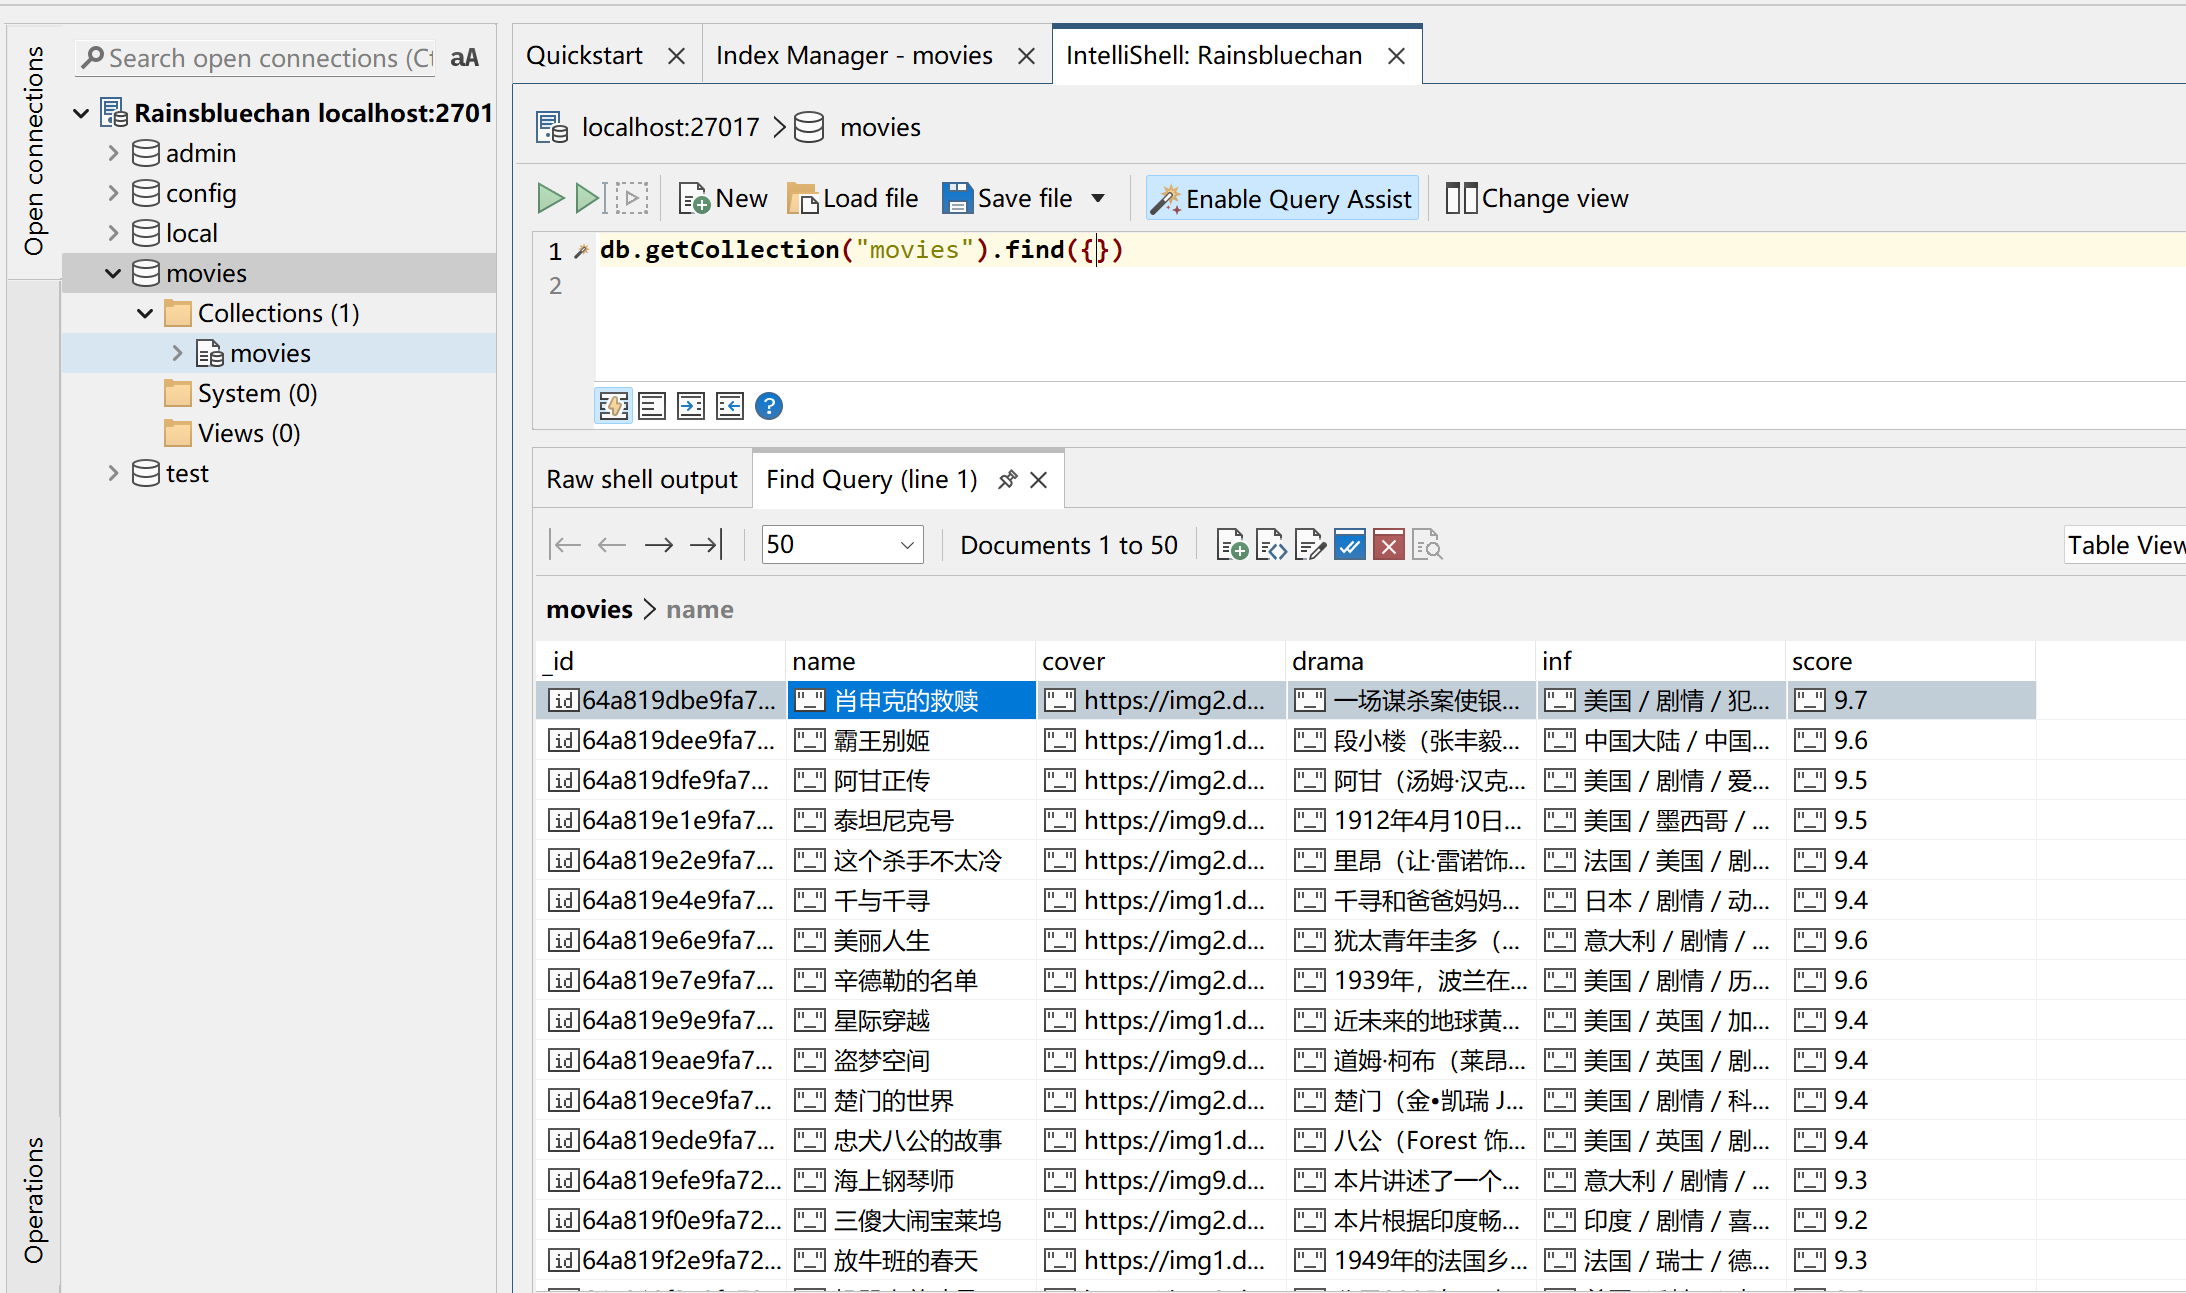 Open connections
Operations
Search open connections (Ct
aA
Rainsbluechan localhost:2701
admin
config
local
movies
Collections (1)
movies
System (0)
Views (0)
test
Quickstart
Index Manager - movies
IntelliShell: Rainsbluechan
localhost:27017 > movies
New
Load file
Save file
Enable Query Assist
Change view
1 db.getCollection("movies").find({})
2
Raw shell output
Find Query (line 1)
50
Documents 1 to 50
Table View
movies > name
_id name cover drama inf score
64a819dbe9fa7... 肖申克的救赎 https://img2.d... 一场谋杀案使银... 美国 / 剧情 / 犯... 9.7
64a819dee9fa7... 霸王别姬 https://img1.d... 段小楼（张丰毅... 中国大陆 / 中国... 9.6
64a819dfe9fa7... 阿甘正传 https://img2.d... 阿甘（汤姆·汉克... 美国 / 剧情 / 爱... 9.5
64a819e1e9fa7... 泰坦尼克号 https://img9.d... 1912年4月10日... 美国 / 墨西哥 / ... 9.5
64a819e2e9fa7... 这个杀手不太冷 https://img2.d... 里昂（让·雷诺饰... 法国 / 美国 / 剧... 9.4
64a819e4e9fa7... 千与千寻 https://img1.d... 千寻和爸爸妈妈... 日本 / 剧情 / 动... 9.4
64a819e6e9fa7... 美丽人生 https://img2.d... 犹太青年圭多（... 意大利 / 剧情 / ... 9.6
64a819e7e9fa7... 辛德勒的名单 https://img2.d... 1939年，波兰在... 美国 / 剧情 / 历... 9.6
64a819e9e9fa7... 星际穿越 https://img1.d... 近未来的地球黄... 美国 / 英国 / 加... 9.4
64a819eae9fa7... 盗梦空间 https://img9.d... 道姆·柯布（莱昂... 美国 / 英国 / 剧... 9.4
64a819ece9fa7... 楚门的世界 https://img2.d... 楚门（金•凯瑞 J... 美国 / 剧情 / 科... 9.4
64a819ede9fa7... 忠犬八公的故事 https://img1.d... 八公（Forest 饰... 美国 / 英国 / 剧... 9.4
64a819efe9fa72... 海上钢琴师 https://img9.d... 本片讲述了一个... 意大利 / 剧情 / ... 9.3
64a819f0e9fa72... 三傻大闹宝莱坞 https://img2.d... 本片根据印度畅... 印度 / 剧情 / 喜... 9.2
64a819f2e9fa72... 放牛班的春天 https://img1.d... 1949年的法国乡... 法国 / 瑞士 / 德... 9.3